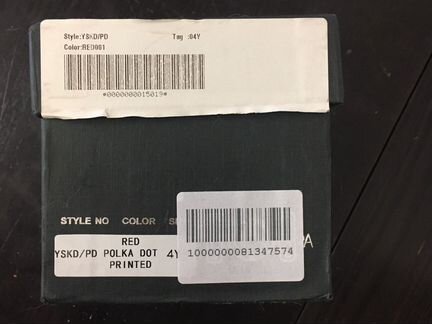 Style:YSKD/PD Tag :04Y
Color:RED001
*0000000015019*
STYLE NO COLOR
RED
YSKD/PD POLKA DOT 4Y
PRINTED
1000000081347574